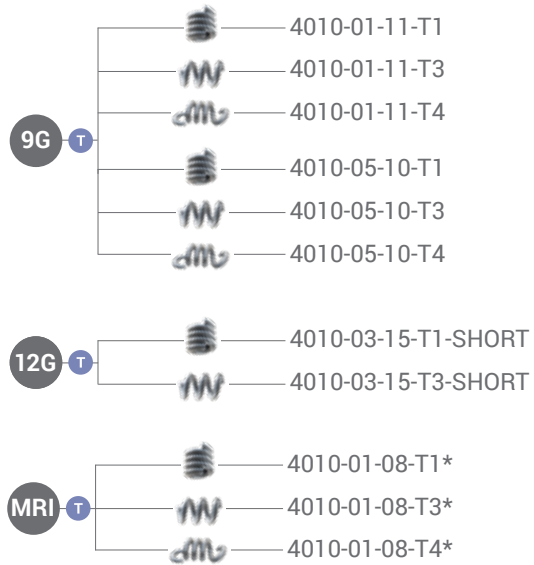 4010-01-11-T1
4010-01-11-T3
4010-01-11-T4
9G T
4010-05-10-T1
4010-05-10-T3
4010-05-10-T4
4010-03-15-T1-SHORT
12G T
4010-03-15-T3-SHORT
4010-01-08-T1*
MRI T 4010-01-08-T3*
4010-01-08-T4*